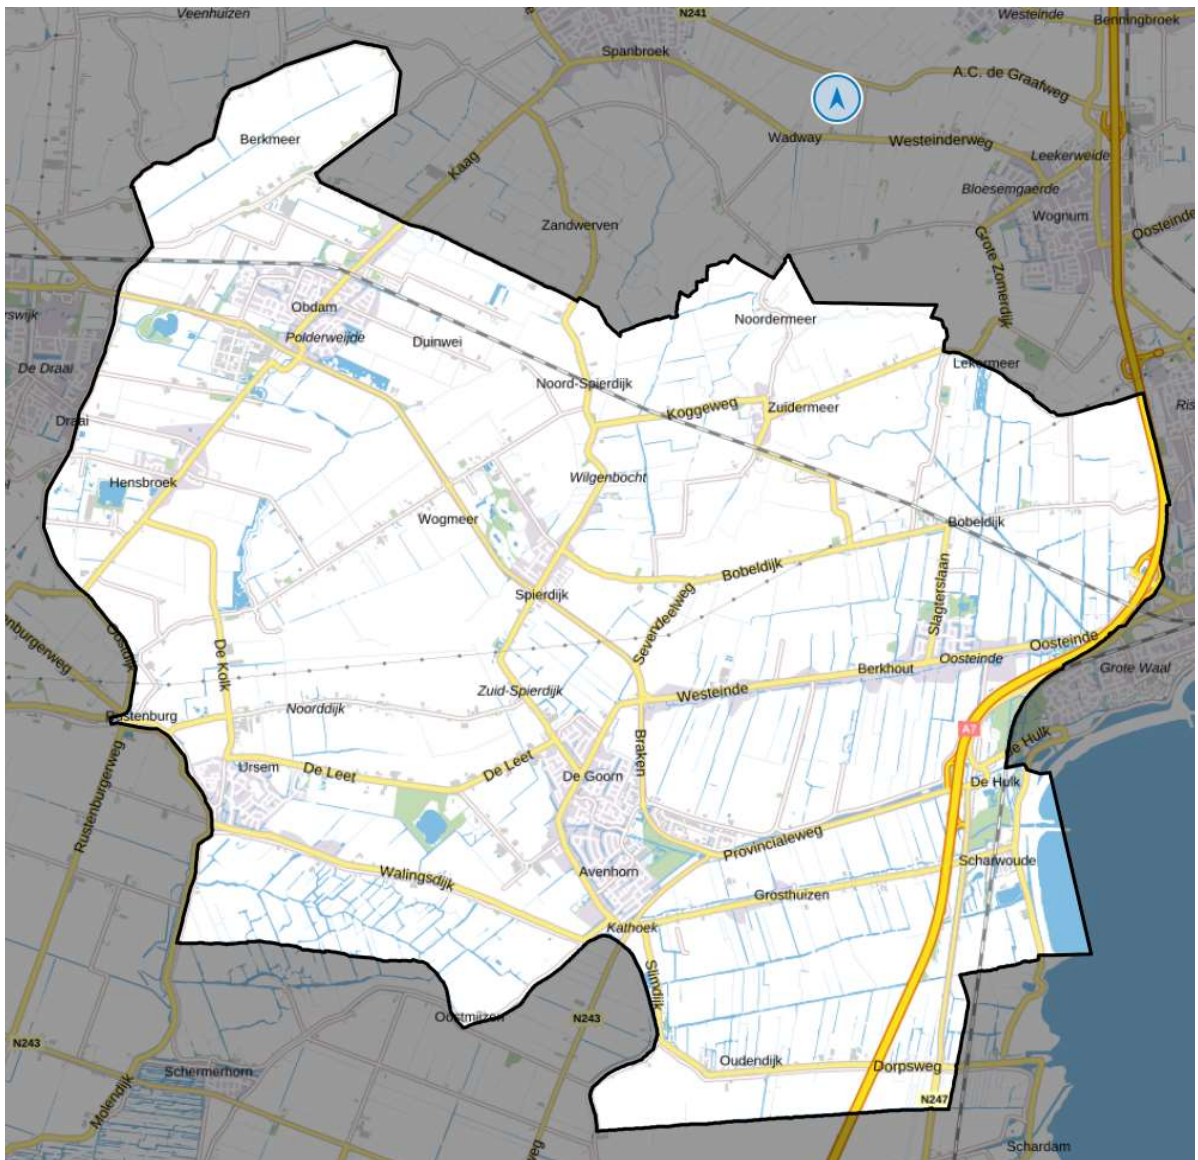 Veenhuizen
N241
Westeinde
Benningbroek
Spanbroek
A.C. de Graafweg
Berkmeer
Wadway
Westeinderweg
Leekerweide
Kaag
Bloesemgaerde
Wognum
Zandwerven
Oosteinde
Grote Zomerdijk
Obdam
Noordermeer
Polderweijde
Duinwei
De Draai
Lekermeer
Noord-Spierdijk
Koggeweg
Zuidermeer
Draai
Hensbroek
Wilgenbocht
Wogmeer
Bobeldijk
Bobeldijk
Spierdijk
Sevendeelweg
Slagterslaan
Oostdijk
De Kolk
Oosteinde
Berkhout
Oosteinde
Grote Waal
Zuid-Spierdijk
Westeinde
Noorddijk
Rustenburg
Braken
A7
De Hulk
Ursem
De Leet
De Leet
De Goorn
De Hulk
Rustenburgerweg
Provincialeweg
Scharwoude
Walingsdijk
Avenhorn
Grosthuizen
Kathoek
Slimdijk
Oostmijzen
N243
N243
Oudendijk
Dorpsweg
Schermerhorn
N247
Molendijk
Schardam